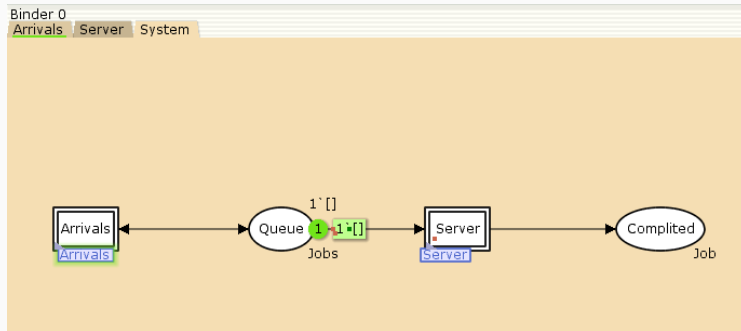 Binder 0
Arrivals Server System
1`[]
Arrivals Queue 1 1`[] Server Complited
Arrivals Jobs Server Job